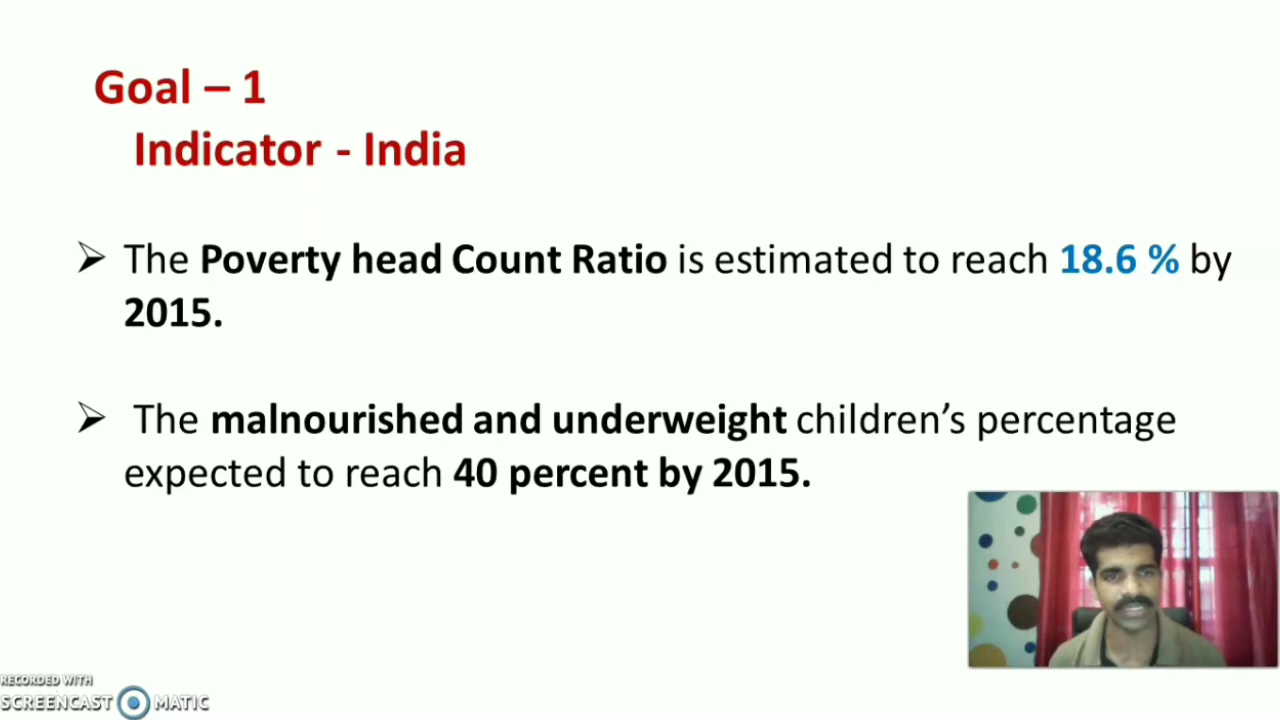 Goal – 1
Indicator - India
➢ The Poverty head Count Ratio is estimated to reach 18.6 % by
2015.
➢ The malnourished and underweight children’s percentage
expected to reach 40 percent by 2015.
RECORDED WITH
SCREENCAST MATIC